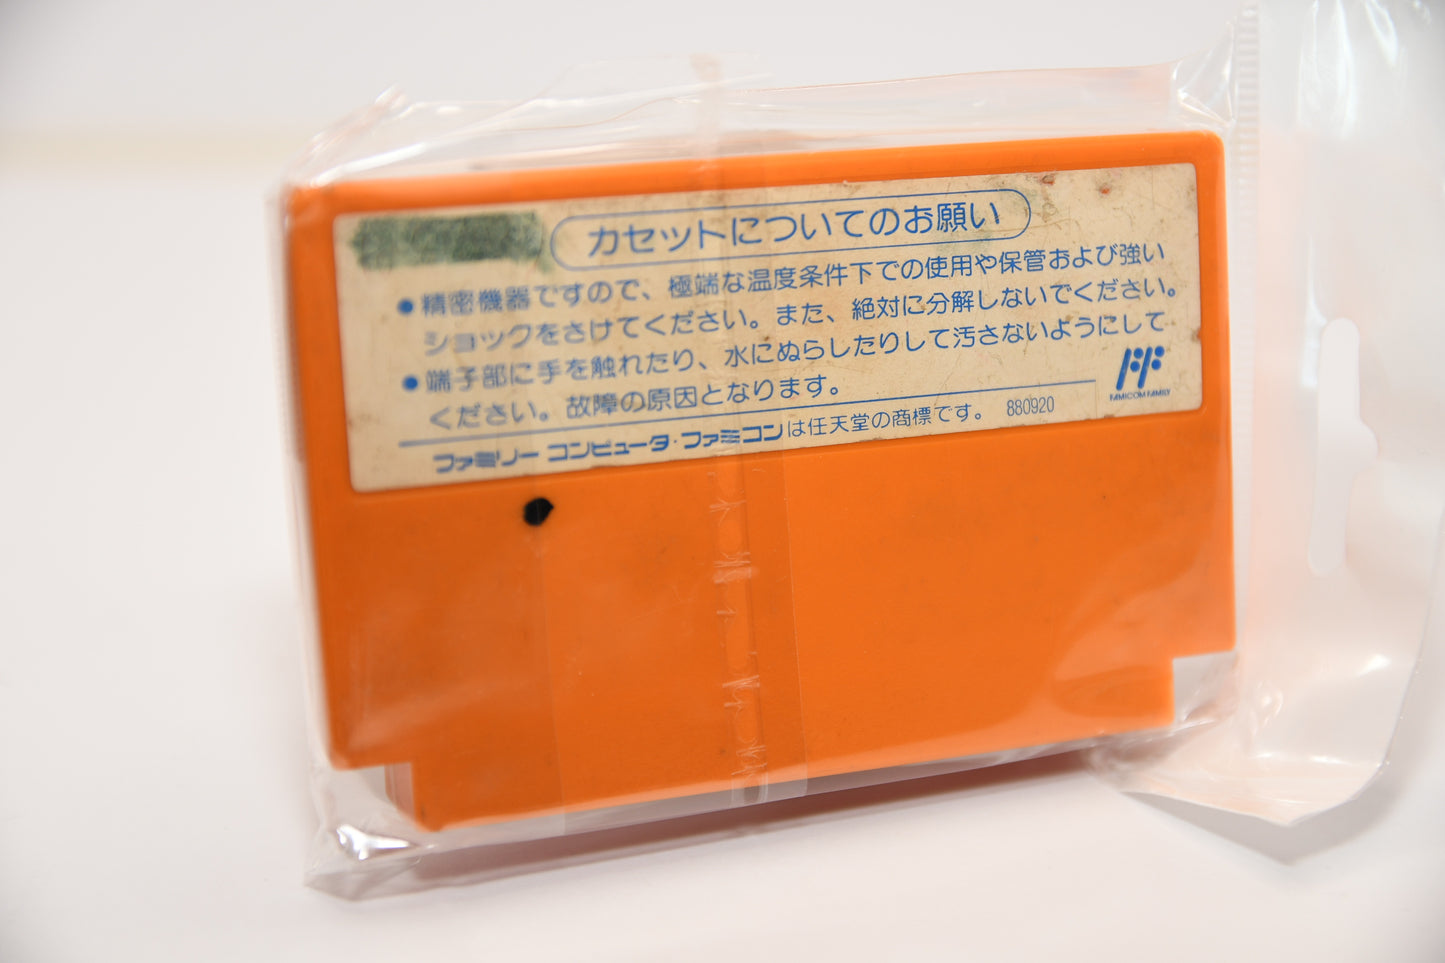 カセットについてのお願い
●精密機器ですので、極端な温度条件下での使用や保管および強い
ショックをさけてください。また、絶対に分解しないでください。
●端子部に手を触れたり、水にぬらしたりして汚さないようにして
ください。故障の原因となります。
ファミリーコンピュータ・ファミコンは任天堂の商標です。 880920
FF
FAMICOM FAMILY